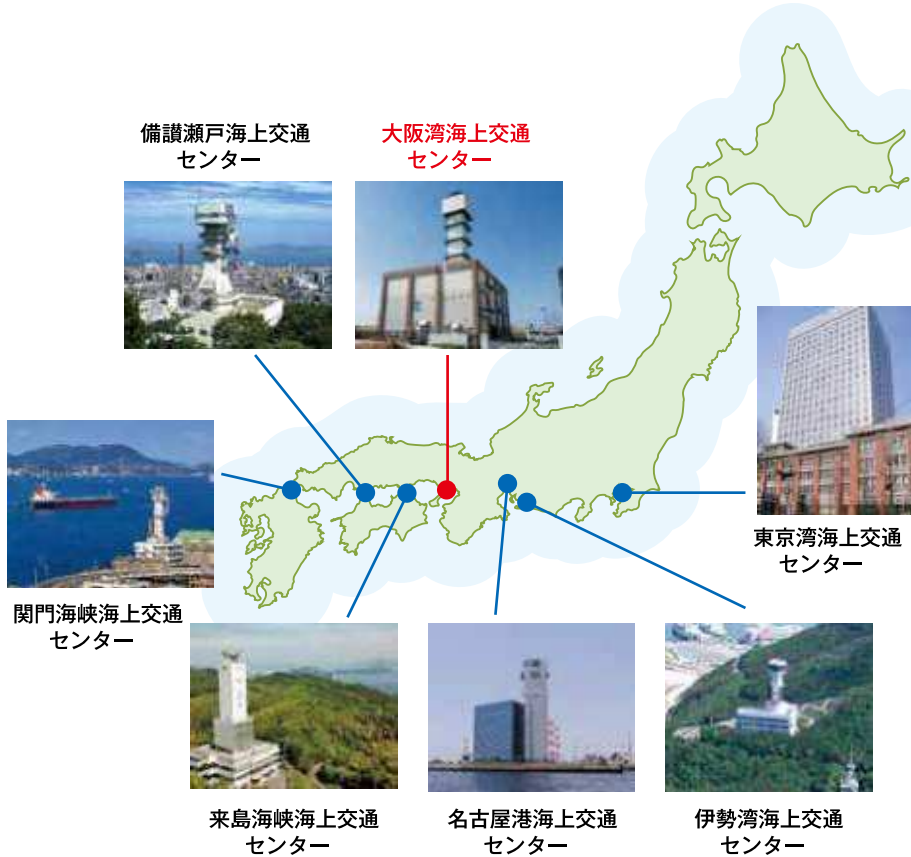 備讃瀬戸海上交通
センター
大阪湾海上交通
センター
東京湾海上交通
センター
関門海峡海上交通
センター
来島海峡海上交通
センター
名古屋港海上交通
センター
伊勢湾海上交通
センター